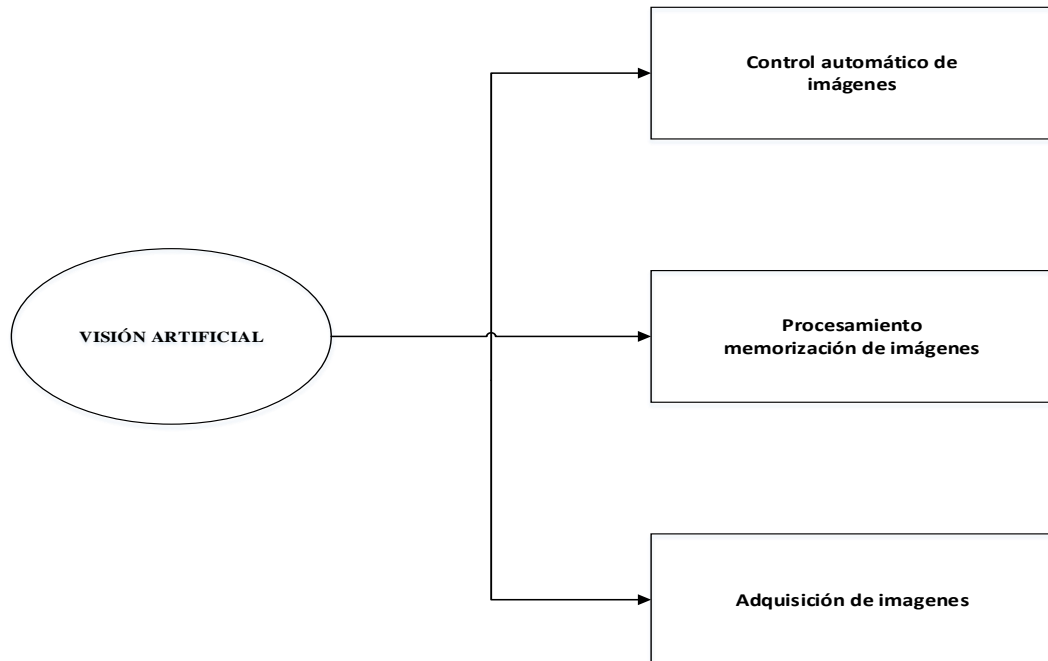 Control automático de
imágenes
VISIÓN ARTIFICIAL
Procesamiento
memorización de imágenes
Adquisición de imagenes